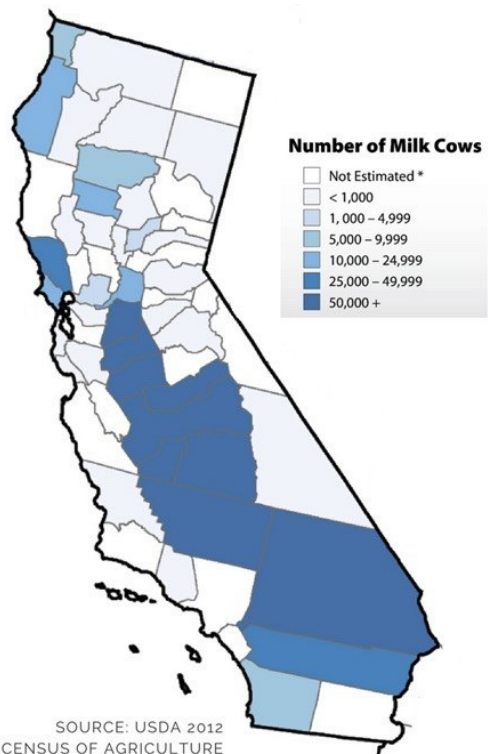 Number of Milk Cows
Not Estimated *
< 1,000
1, 000 – 4,999
5,000 – 9,999
10,000 – 24,999
25,000 – 49,999
50,000 +
SOURCE: USDA 2012
CENSUS OF AGRICULTURE